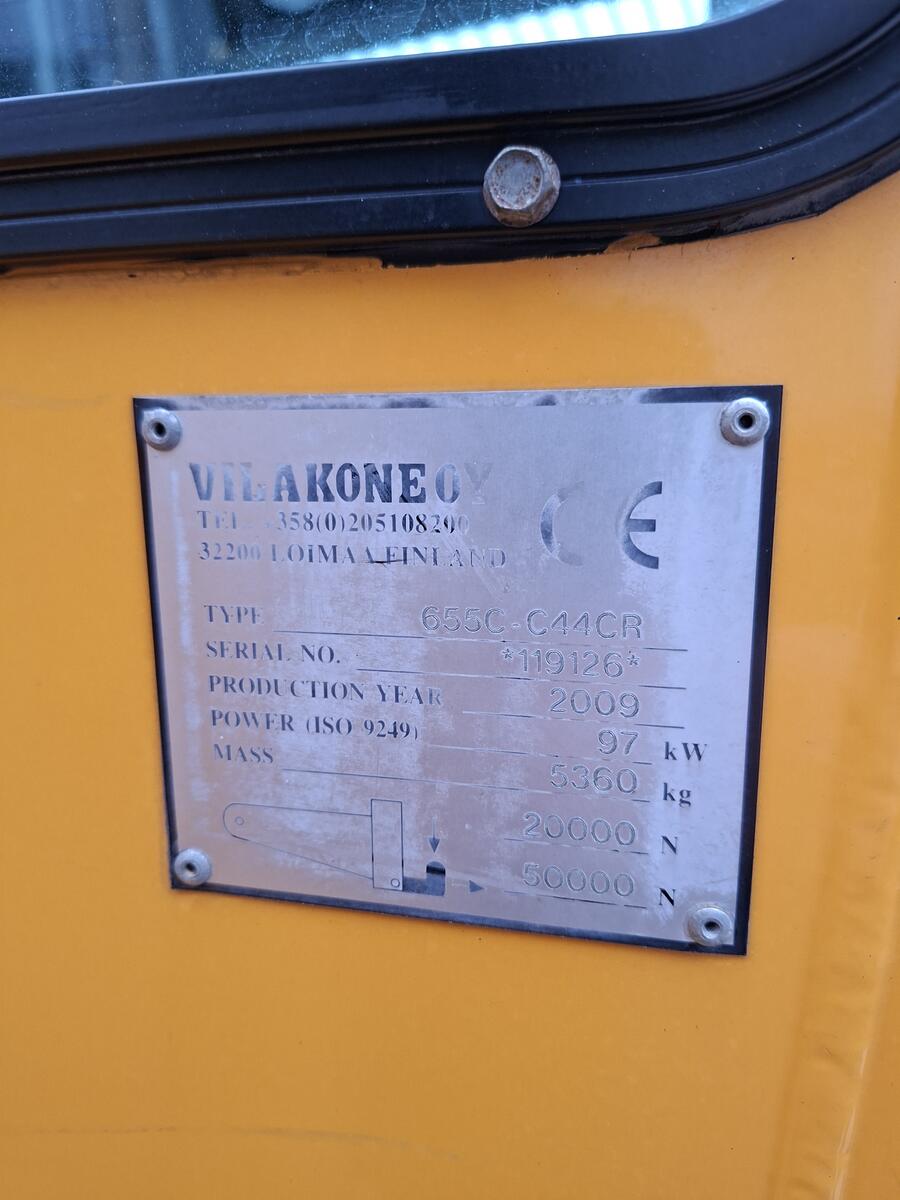 VILAKONE OY
TEL. +358(0)205108200
32200 LOIMAA FINLAND
CE
TYPE 655C-C44CR
SERIAL NO. *119126*
PRODUCTION YEAR 2009
POWER (ISO 9249) 97 kW
MASS 5360 kg
20000 N
50000 N